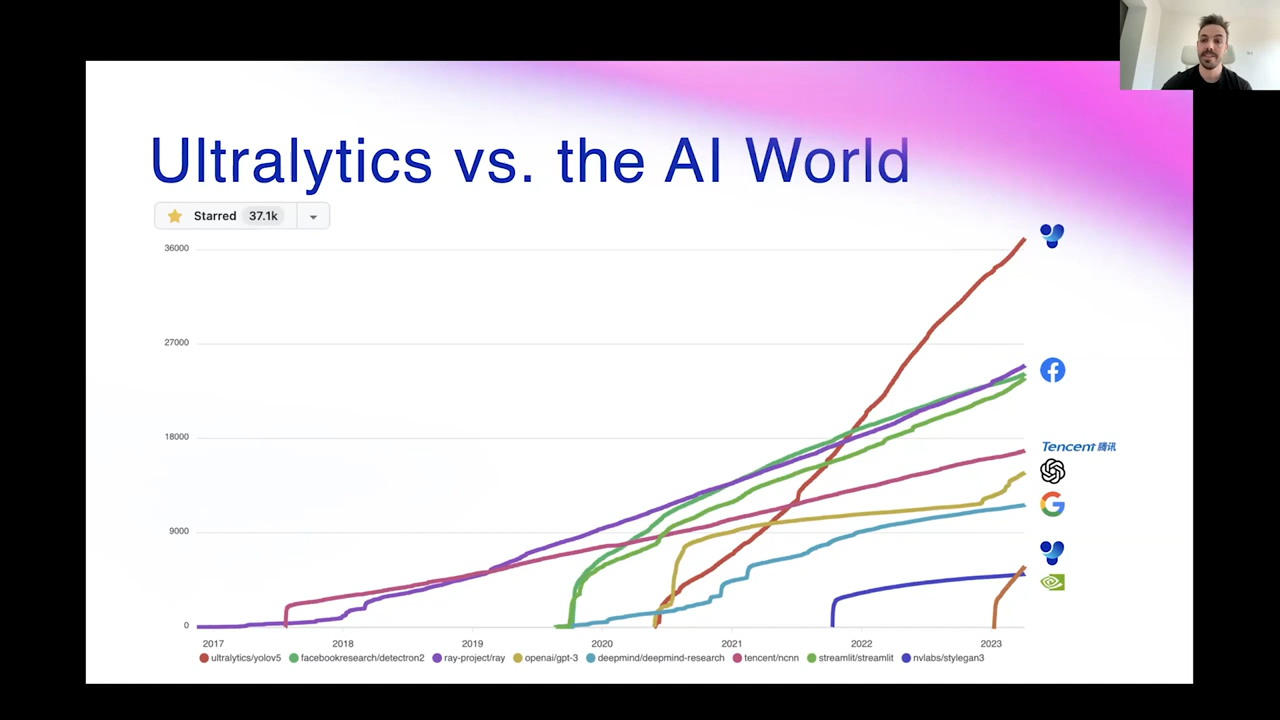 Ultralytics vs. the AI World
Starred 37.1k
36000
27000
18000
9000
0
Tencent 腾讯
2017 2018 2019 2020 2021 2022 2023
ultralytics/yolov5 facebookresearch/detectron2 ray-project/ray openai/gpt-3 deepmind/deepmind-research tencent/ncnn streamlit/streamlit nvlabs/stylegan3